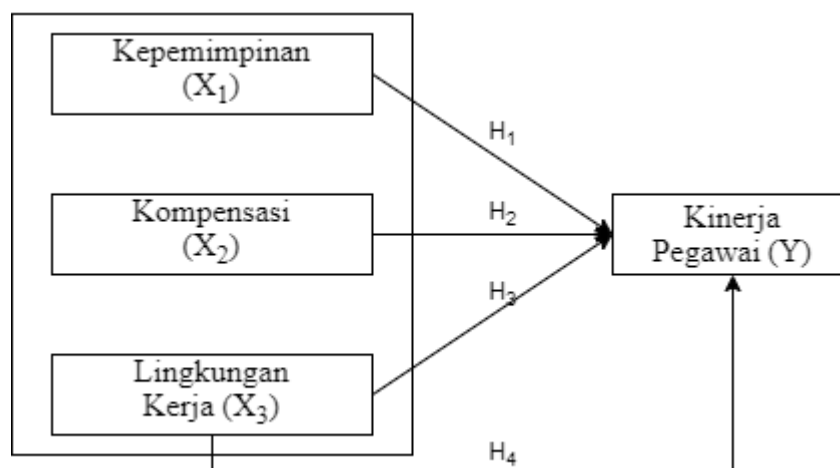 Kepemimpinan
(X₁)
H₁
Kompensasi
(X₂)
H₂
Kinerja
Pegawai (Y)
H₃
Lingkungan
Kerja (X₃)
H₄